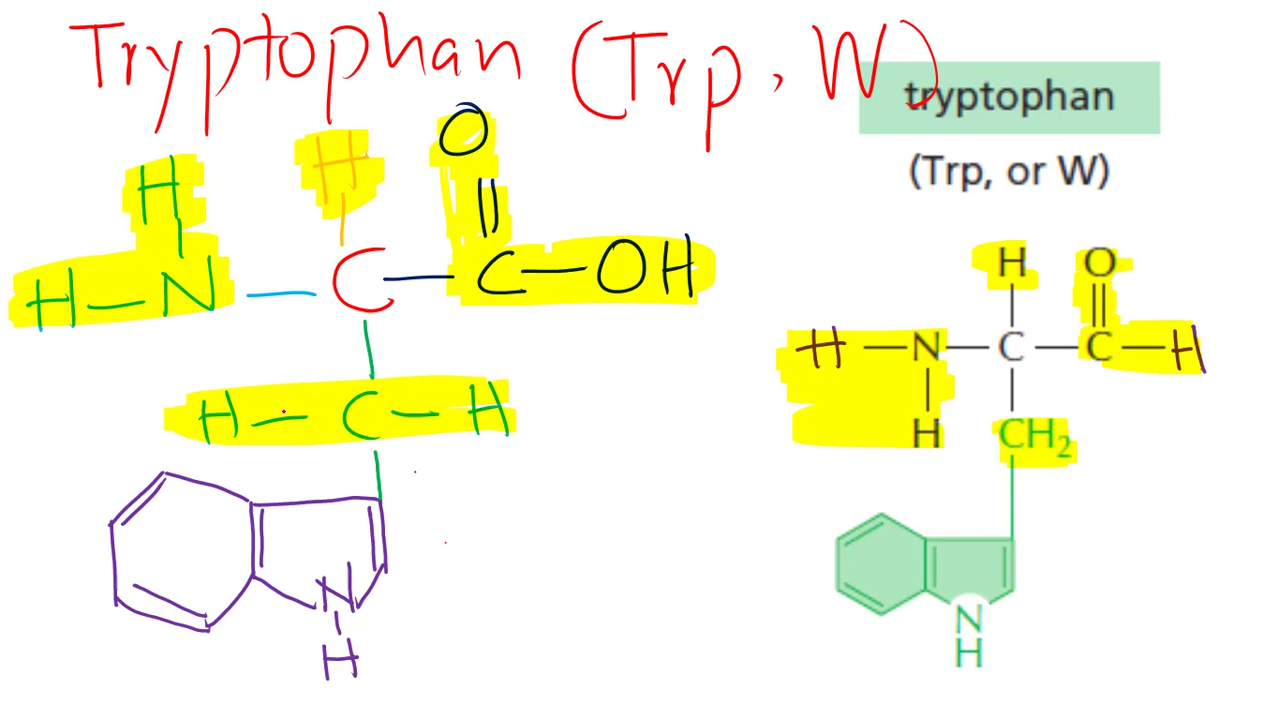 Tryptophan (Trp, W)
tryptophan
(Trp, or W)
H
H
O
H – N – C – C – OH
H – C – H
N
H
H
O
H – N – C – C – H
H
CH₂
N
H